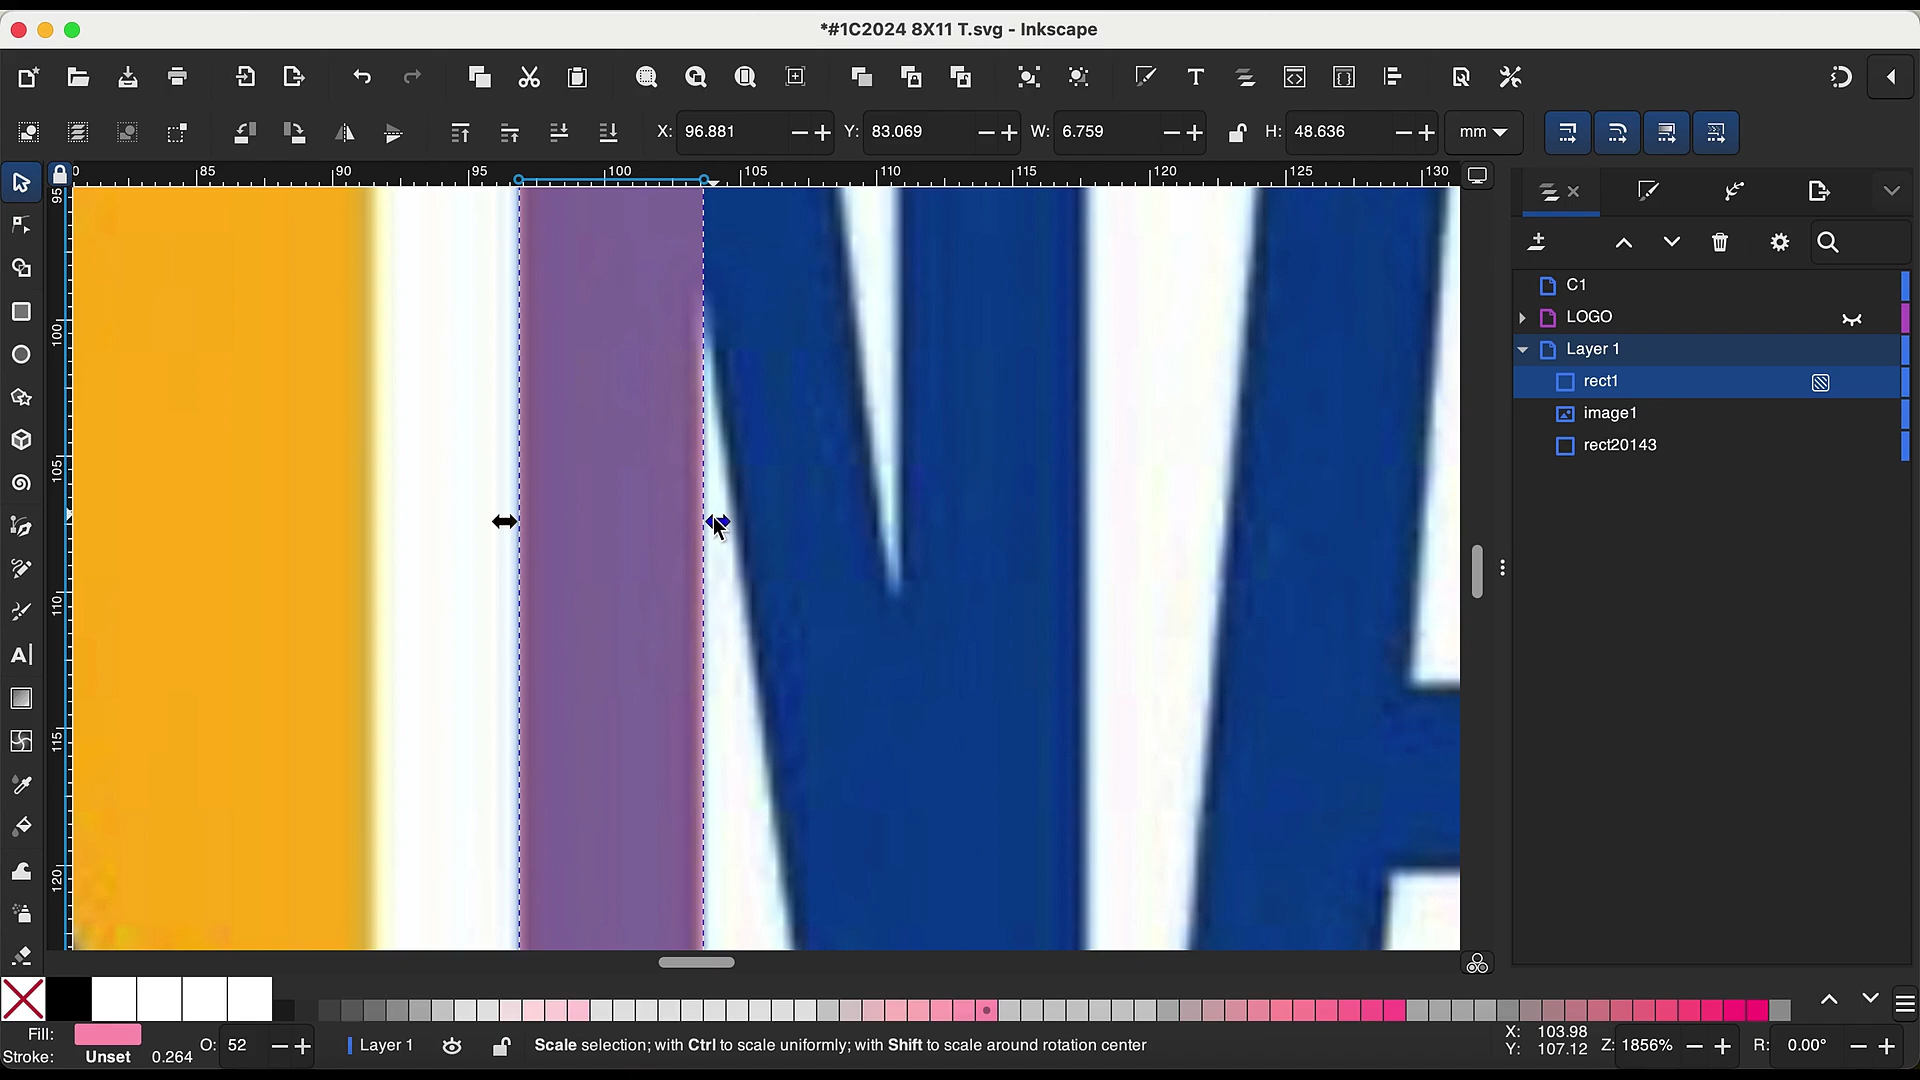 *#1C2024 8X11 T.svg - Inkscape
X: 96.881 Y: 83.069 W: 6.759 H: 48.636 mm
0 85 90 95 100 105 110 115 120 125 130
95
100
105
110
115
120
C1
LOGO
Layer 1
rect1
image1
rect20143
Fill:
Stroke: Unset 0.264 O: 52 Layer 1 Scale selection; with Ctrl to scale uniformly; with Shift to scale around rotation center
X: 103.98
Y: 107.12
Z: 1856% R: 0.00°